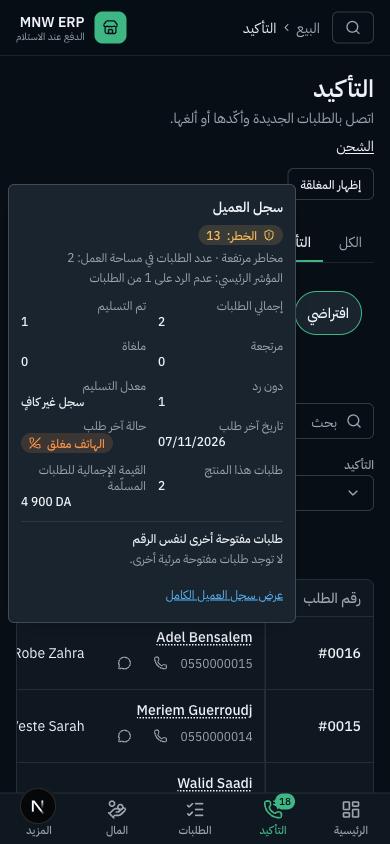 MNW ERP
الدفع عند الاستلام
البيع › التأكيد
التأكيد
اتصل بالطلبات الجديدة وأكّدها أو ألغها.
الشحن
إظهار المغلقة
الكل
افتراضي
بحث
التأكيد
سجل العميل
الخطر: 13
مخاطر مرتفعة · عدد الطلبات في مساحة العمل: 2
المؤشر الرئيسي: عدم الرد على 1 من الطلبات
إجمالي الطلبات
2
تم التسليم
1
مرتجعة
0
ملغاة
0
دون رد
1
معدل التسليم
سجل غير كافٍ
تاريخ آخر طلب
07/11/2026
حالة آخر طلب
الهاتف مغلق
طلبات هذا المنتج
2
القيمة الإجمالية للطلبات
المسلّمة
4 900 DA
طلبات مفتوحة أخرى لنفس الرقم
لا توجد طلبات مفتوحة مرئية أخرى.
عرض سجل العميل الكامل
رقم الطلب
#0016
Adel Bensalem
0550000015
Robe Zahra
#0015
Meriem Guerroudj
0550000014
Sarah
Walid Saadi
الرئيسية
18
التأكيد
الطلبات
المال
N
المزيد